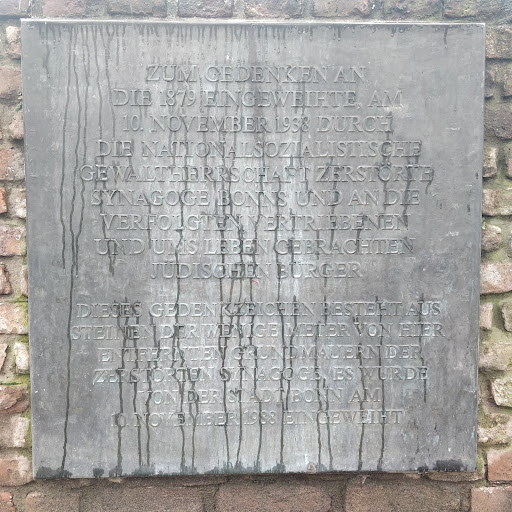 ZUM GEDENKEN AN
DIE 1879 EINGEWEIHTE, AM
10. NOVEMBER 1938 DURCH
DIE NATIONALSOZIALISTISCHE
GEWALTHERRSCHAFT ZERSTÖRTE
SYNAGOGE BONNS UND AN DIE
VERFOLGTEN VERTRIEBENEN
UND UMS LEBEN GEBRACHTEN
JÜDISCHEN BÜRGER
DIESES GEDENKZEICHEN BESTEHT AUS
STEINEN DER WENIGE METER VON HIER
ENTFERNTEN GRUNDMAUERN DER
ZERSTÖRTEN SYNAGOGE. ES WURDE
VON DER STADT BONN AM
10. NOVEMBER 1988 EINGEWEIHT